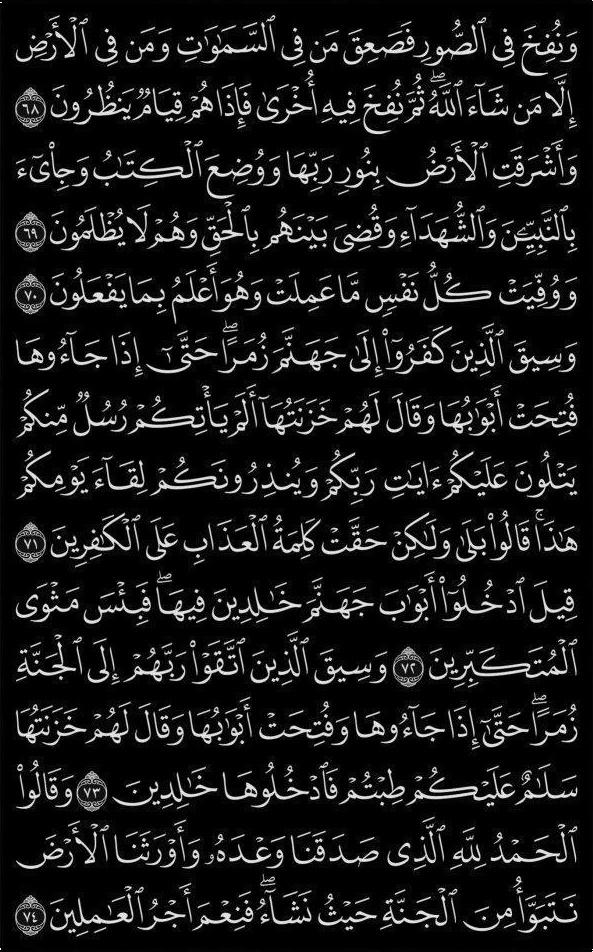 وَنُفِخَ فِي ٱلصُّورِ فَصَعِقَ مَن فِي ٱلسَّمَٰوَٰتِ وَمَن فِي ٱلۡأَرۡضِ
إِلَّا مَن شَآءَ ٱللَّهُۖ ثُمَّ نُفِخَ فِيهِ أُخۡرَىٰ فَإِذَا هُمۡ قِيَامٞ يَنظُرُونَ ٦٨
وَأَشۡرَقَتِ ٱلۡأَرۡضُ بِنُورِ رَبِّهَا وَوُضِعَ ٱلۡكِتَٰبُ وَجِاْيٓءَ
بِٱلنَّبِيِّـۧنَ وَٱلشُّهَدَآءِ وَقُضِيَ بَيۡنَهُم بِٱلۡحَقِّ وَهُمۡ لَا يُظۡلَمُونَ ٦٩
وَوُفِّيَتۡ كُلُّ نَفۡسٖ مَّا عَمِلَتۡ وَهُوَ أَعۡلَمُ بِمَا يَفۡعَلُونَ ٧٠
وَسِيقَ ٱلَّذِينَ كَفَرُوٓاْ إِلَىٰ جَهَنَّمَ زُمَرًاۖ حَتَّىٰٓ إِذَا جَآءُوهَا
فُتِحَتۡ أَبۡوَٰبُهَا وَقَالَ لَهُمۡ خَزَنَتُهَآ أَلَمۡ يَأۡتِكُمۡ رُسُلٞ مِّنكُمۡ
يَتۡلُونَ عَلَيۡكُمۡ ءَايَٰتِ رَبِّكُمۡ وَيُنذِرُونَكُمۡ لِقَآءَ يَوۡمِكُمۡ
هَٰذَاۚ قَالُواْ بَلَىٰ وَلَٰكِنۡ حَقَّتۡ كَلِمَةُ ٱلۡعَذَابِ عَلَى ٱلۡكَٰفِرِينَ ٧١
قِيلَ ٱدۡخُلُوٓاْ أَبۡوَٰبَ جَهَنَّمَ خَٰلِدِينَ فِيهَاۖ فَبِئۡسَ مَثۡوَى
ٱلۡمُتَكَبِّرِينَ ٧٢ وَسِيقَ ٱلَّذِينَ ٱتَّقَوۡاْ رَبَّهُمۡ إِلَى ٱلۡجَنَّةِ
زُمَرًاۖ حَتَّىٰٓ إِذَا جَآءُوهَا وَفُتِحَتۡ أَبۡوَٰبُهَا وَقَالَ لَهُمۡ خَزَنَتُهَا
سَلَٰمٌ عَلَيۡكُمۡ طِبۡتُمۡ فَٱدۡخُلُوهَا خَٰلِدِينَ ٧٣ وَقَالُواْ
ٱلۡحَمۡدُ لِلَّهِ ٱلَّذِي صَدَقَنَا وَعۡدَهُۥ وَأَوۡرَثَنَا ٱلۡأَرۡضَ
نَتَبَوَّأُ مِنَ ٱلۡجَنَّةِ حَيۡثُ نَشَآءُۖ فَنِعۡمَ أَجۡرُ ٱلۡعَٰمِلِينَ ٧٤